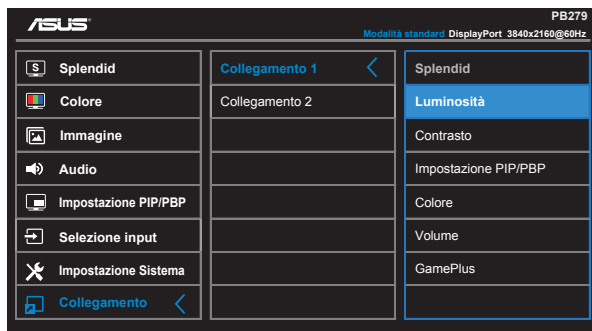 ASUS
PB279
Modalità standard DisplayPort 3840x2160@60Hz
S Splendid
Colore
Immagine
Audio
Impostazione PIP/PBP
Selezione input
Impostazione Sistema
Collegamento
Collegamento 1
Collegamento 2
Splendid
Luminosità
Contrasto
Impostazione PIP/PBP
Colore
Volume
GamePlus